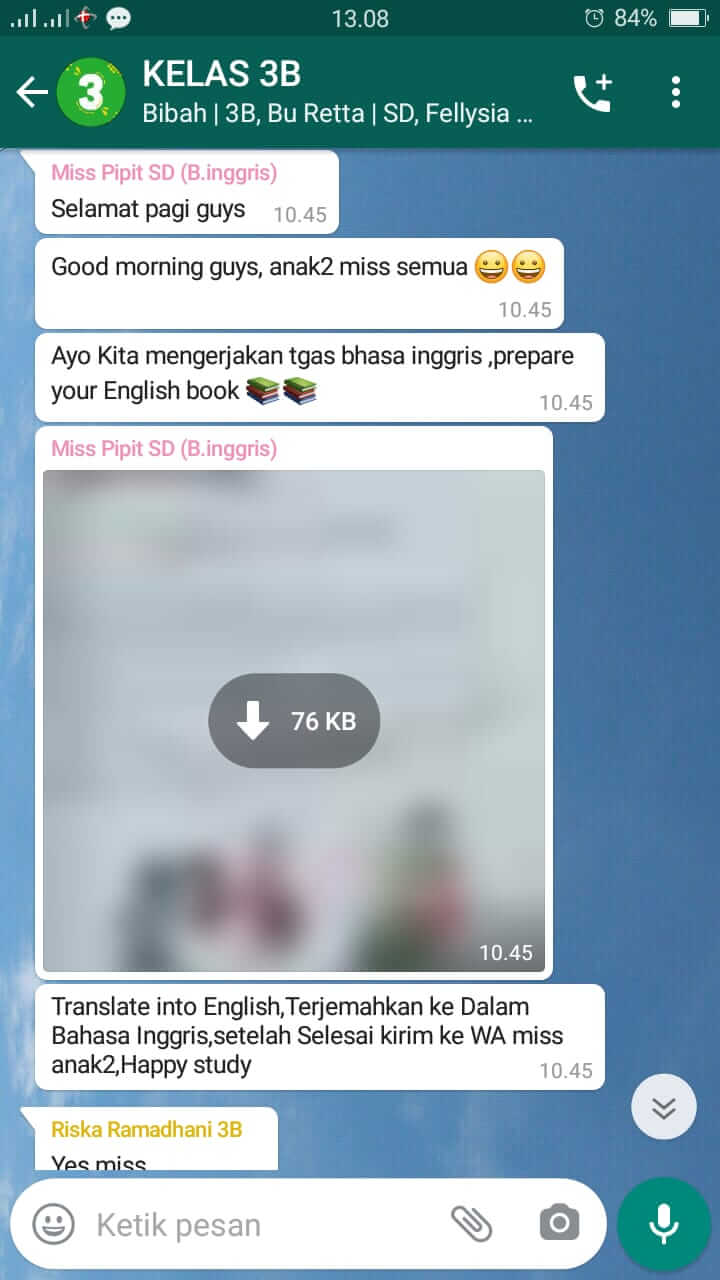 13.08
84%
3
KELAS 3B
Bibah | 3B, Bu Retta | SD, Fellysia ...
Miss Pipit SD (B.inggris)
Selamat pagi guys 10.45
Good morning guys, anak2 miss semua 😀😀
10.45
Ayo Kita mengerjakan tgas bhasa inggris ,prepare
your English book 📚📚 10.45
Miss Pipit SD (B.inggris)
76 KB
10.45
Translate into English,Terjemahkan ke Dalam
Bahasa Inggris,setelah Selesai kirim ke WA miss
anak2,Happy study 10.45
Riska Ramadhani 3B
Yes miss
Ketik pesan